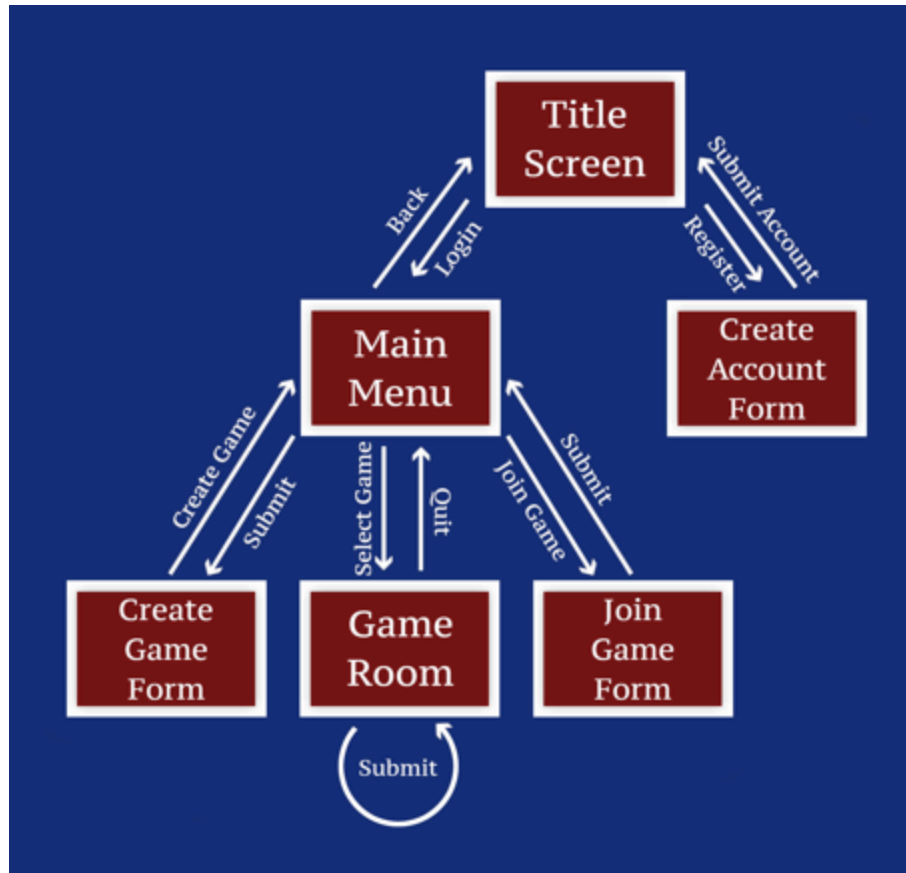 Title
Screen
Back
Login
Register
Submit Account
Main
Menu
Create
Account
Form
Create Game
Submit
Select Game
Quit
Join Game
Submit
Create
Game
Form
Game
Room
Join
Game
Form
Submit